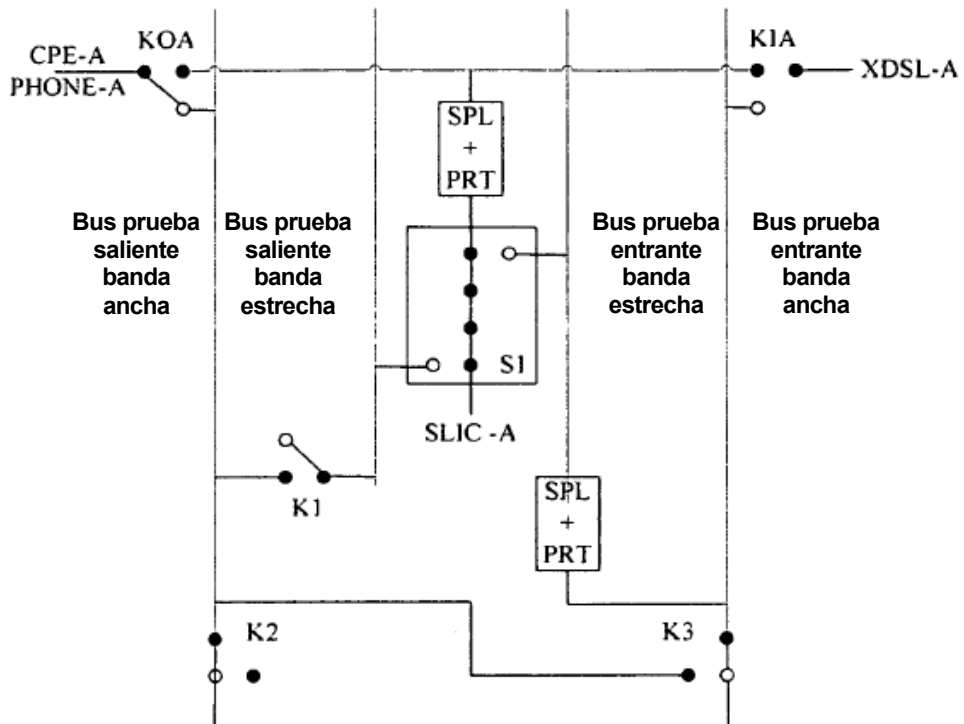 CPE-A
PHONE-A
KOA
K1A
XDSL-A
SPL
+
PRT
Bus prueba
saliente
banda
ancha
Bus prueba
saliente
banda
estrecha
Bus prueba
entrante
banda
estrecha
Bus prueba
entrante
banda
ancha
S1
SLIC -A
K1
SPL
+
PRT
K2
K3